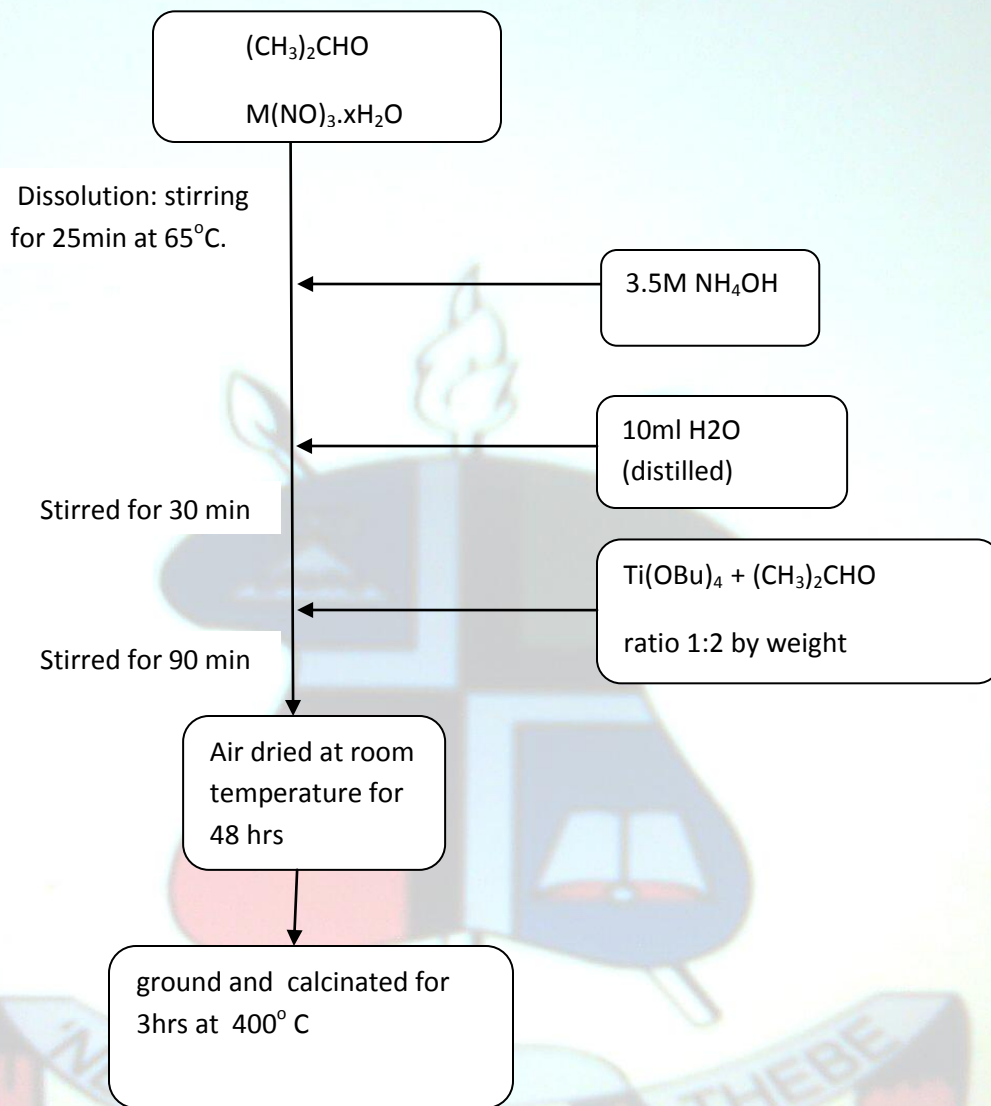 (CH₃)₂CHO
M(NO)₃.xH₂O
Dissolution: stirring
for 25min at 65°C.
3.5M NH₄OH
10ml H2O
(distilled)
Stirred for 30 min
Ti(OBu)₄ + (CH₃)₂CHO
ratio 1:2 by weight
Stirred for 90 min
Air dried at room
temperature for
48 hrs
ground and calcinated for
3hrs at 400° C
THEBE